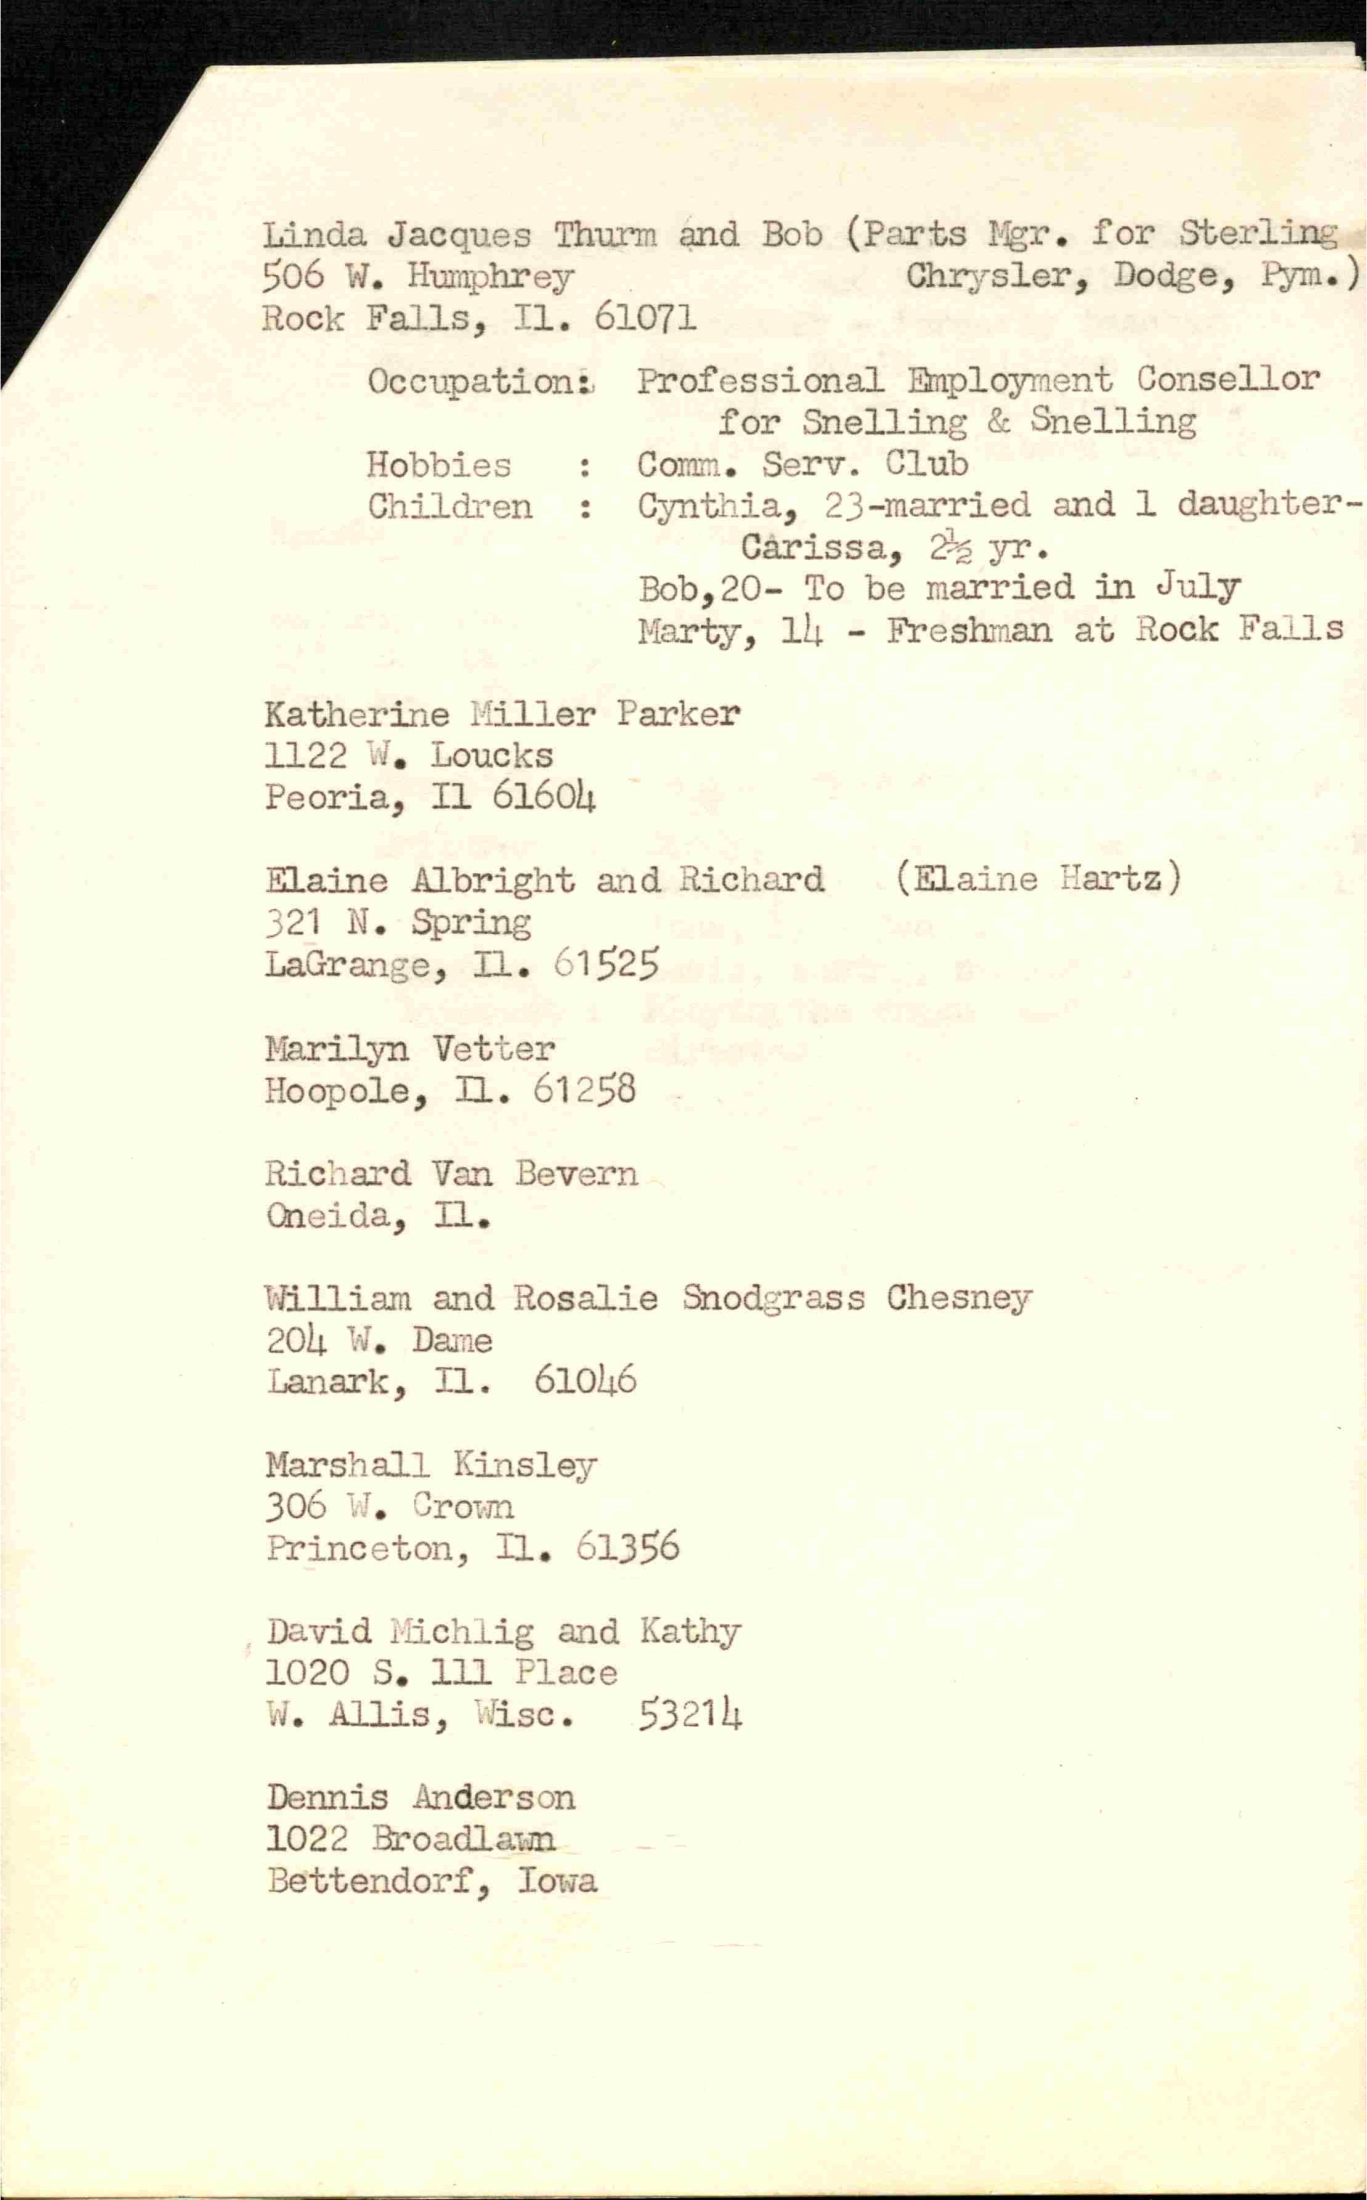 Linda Jacques Thurm and Bob (Parts Mgr. for Sterling
506 W. Humphrey Chrysler, Dodge, Pym.)
Rock Falls, Il. 61071
Occupation: Professional Employment Consellor
for Snelling & Snelling
Hobbies : Comm. Serv. Club
Children : Cynthia, 23-married and 1 daughter-
Carissa, 2½ yr.
Bob,20- To be married in July
Marty, 14 - Freshman at Rock Falls
Katherine Miller Parker
1122 W. Loucks
Peoria, Il 61604
Elaine Albright and Richard (Elaine Hartz)
321 N. Spring
LaGrange, Il. 61525
Marilyn Vetter
Hoopole, Il. 61258
Richard Van Bevern
Oneida, Il.
William and Rosalie Snodgrass Chesney
204 W. Dame
Lanark, Il. 61046
Marshall Kinsley
306 W. Crown
Princeton, Il. 61356
David Michlig and Kathy
1020 S. 111 Place
W. Allis, Wisc. 53214
Dennis Anderson
1022 Broadlawn
Bettendorf, Iowa